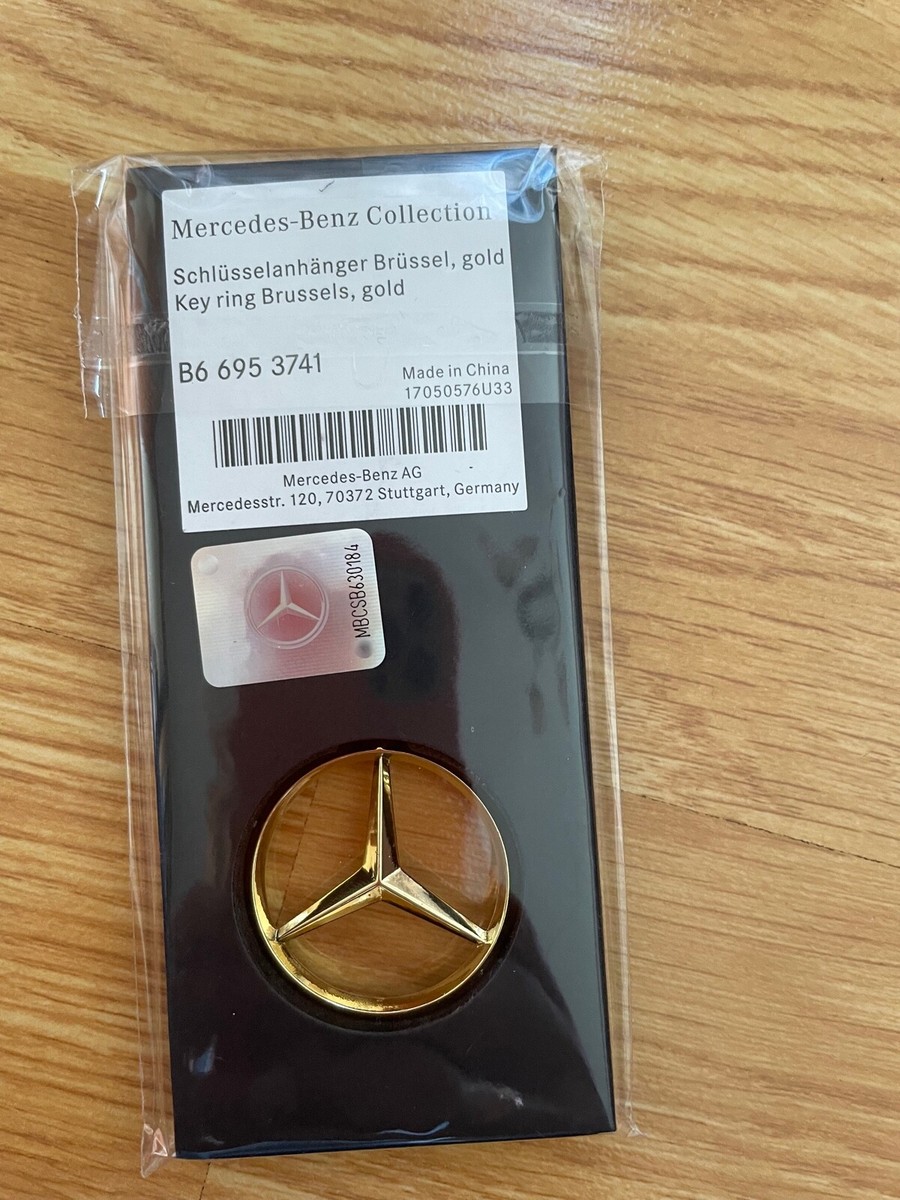 Mercedes-Benz Collection
Schlüsselanhänger Brüssel, gold
Key ring Brussels, gold
B6 695 3741
Made in China
17050576U33
Mercedes-Benz AG
Mercedesstr. 120, 70372 Stuttgart, Germany
MBCSB630184